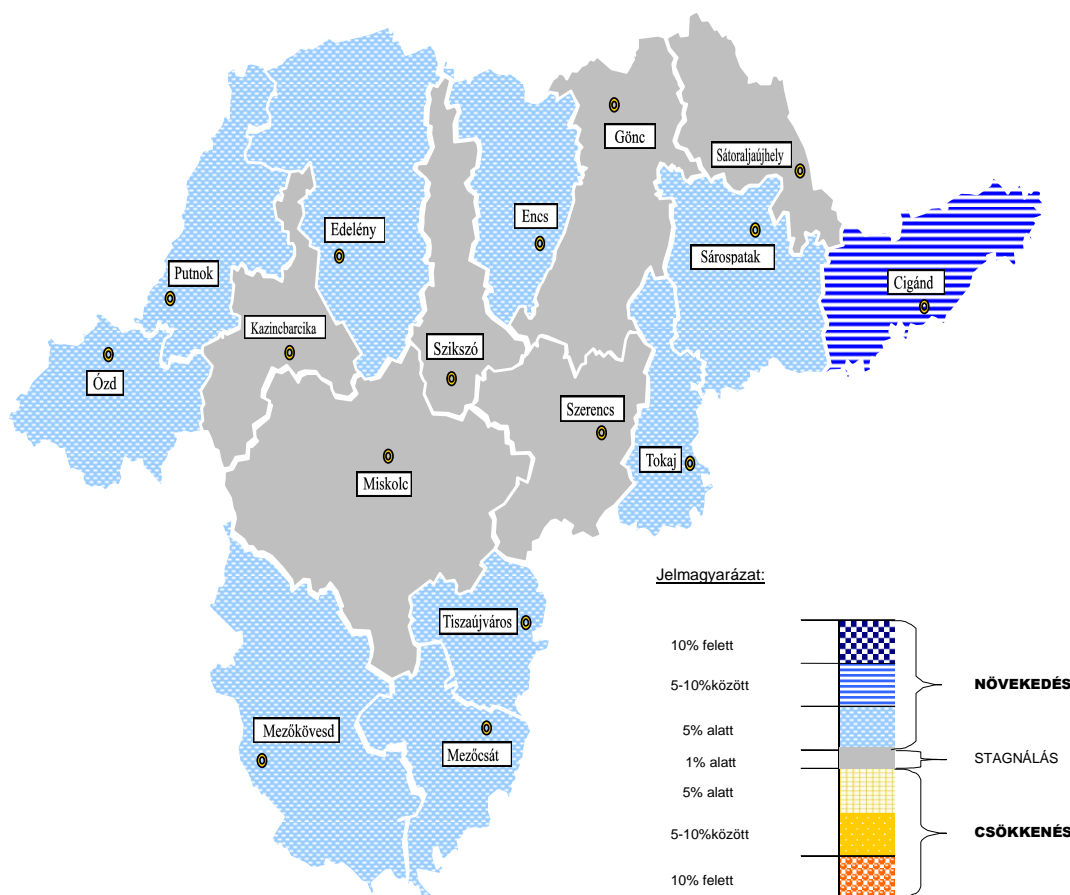 Gönc
Sátoraljaújhely
Encs
Edelény
Sárospatak
Putnok
Cigánd
Kazincbarcika
Szikszó
Ózd
Szerencs
Tokaj
Miskolc
Jelmagyarázat:
Tiszaújváros
10% felett
5-10%között
NÖVEKEDÉS
Mezőkövesd
5% alatt
Mezőcsát
1% alatt
STAGNÁLÁS
5% alatt
5-10%között
CSÖKKENÉS
10% felett